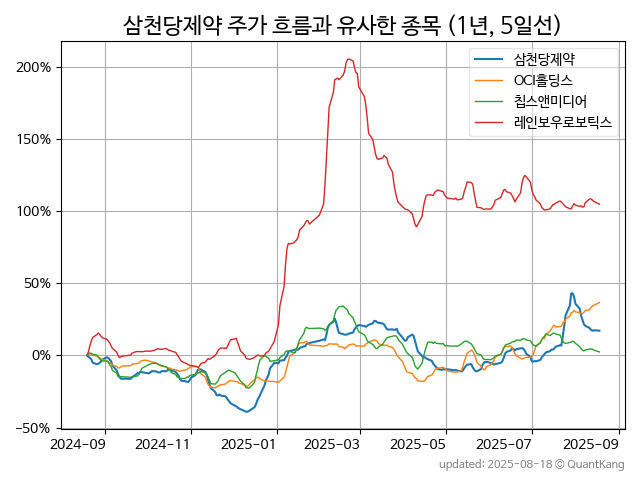 삼천당제약 주가 흐름과 유사한 종목 (1년, 5일선)
삼천당제약
OCI홀딩스
칩스앤미디어
레인보우로보틱스
200%
150%
100%
50%
0%
−50%
2024-09 2024-11 2025-01 2025-03 2025-05 2025-07 2025-09
updated: 2025-08-18 © QuantKang